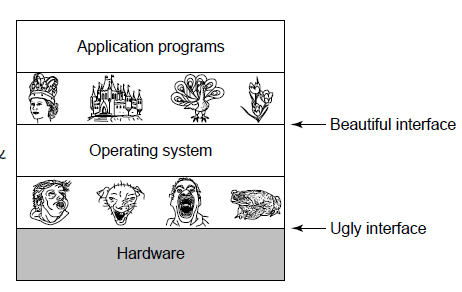 Application programs
Beautiful interface
Operating system
Ugly interface
Hardware